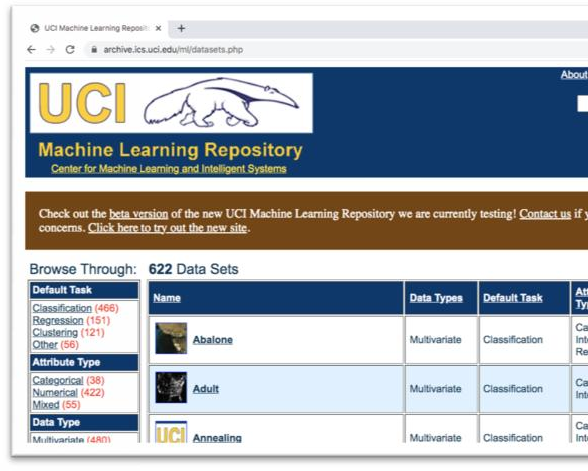 UCI Machine Learning Reposit
archive.ics.uci.edu/ml/datasets.php
About
UCI
Machine Learning Repository
Center for Machine Learning and Intelligent Systems
Check out the beta version of the new UCI Machine Learning Repository we are currently testing! Contact us if y
concerns. Click here to try out the new site.
Browse Through: 622 Data Sets
Default Task
Classification (466)
Regression (151)
Clustering (121)
Other (56)
Attribute Type
Categorical (38)
Numerical (422)
Mixed (55)
Data Type
Multivariate (480)
Name Data Types Default Task Att
Ty
Abalone Multivariate Classification Ca
Int
Re
Adult Multivariate Classification Ca
Int
UCI Annealing Multivariate Classification Ca
Int